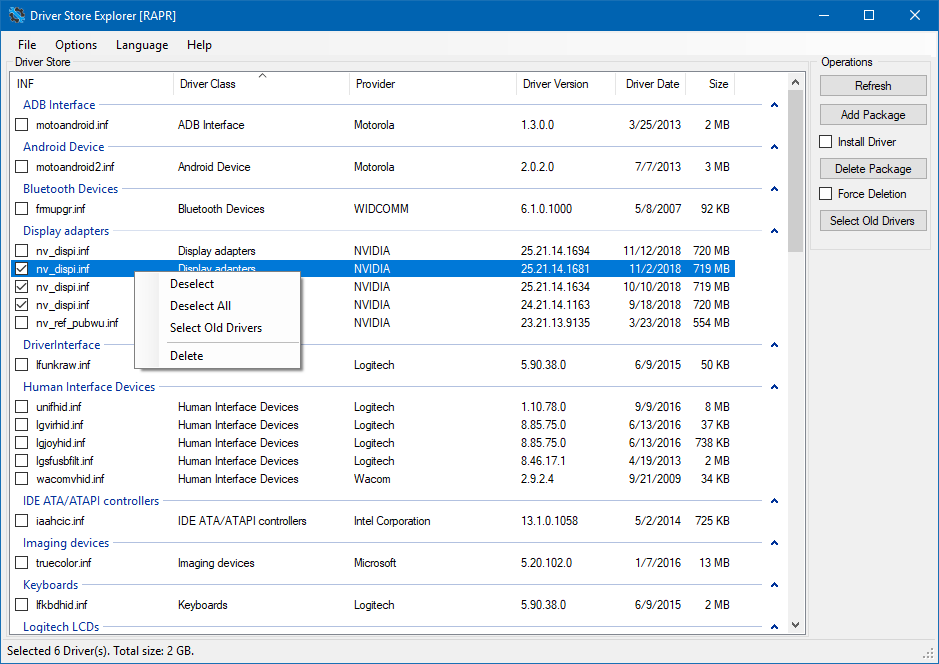 Driver Store Explorer [RAPR]
File Options Language Help
Driver Store
Operations
INF Driver Class Provider Driver Version Driver Date Size
Refresh
ADB Interface
Add Package
motoandroid.inf ADB Interface Motorola 1.3.0.0 3/25/2013 2 MB
Install Driver
Android Device
motoandroid2.inf Android Device Motorola 2.0.2.0 7/7/2013 3 MB
Delete Package
Bluetooth Devices
Force Deletion
frmupgr.inf Bluetooth Devices WIDCOMM 6.1.0.1000 5/8/2007 92 KB
Select Old Drivers
Display adapters
nv_dispi.inf Display adapters NVIDIA 25.21.14.1694 11/12/2018 720 MB
nv_dispi.inf Display adapters NVIDIA 25.21.14.1681 11/2/2018 719 MB
nv_dispi.inf NVIDIA 25.21.14.1634 10/10/2018 719 MB
nv_dispi.inf NVIDIA 24.21.14.1163 9/18/2018 720 MB
nv_ref_pubwu.inf NVIDIA 23.21.13.9135 3/23/2018 554 MB
Deselect
Deselect All
Select Old Drivers
Delete
DriverInterface
lfunkraw.inf Logitech 5.90.38.0 6/9/2015 50 KB
Human Interface Devices
unifhid.inf Human Interface Devices Logitech 1.10.78.0 9/9/2016 8 MB
lgvirhid.inf Human Interface Devices Logitech 8.85.75.0 6/13/2016 37 KB
lgjoyhid.inf Human Interface Devices Logitech 8.85.75.0 6/13/2016 738 KB
lgsfusbfilt.inf Human Interface Devices Logitech 8.46.17.1 4/19/2013 2 MB
wacomvhid.inf Human Interface Devices Wacom 2.9.2.4 9/21/2009 34 KB
IDE ATA/ATAPI controllers
iaahcic.inf IDE ATA/ATAPI controllers Intel Corporation 13.1.0.1058 5/2/2014 725 KB
Imaging devices
truecolor.inf Imaging devices Microsoft 5.20.102.0 1/7/2016 13 MB
Keyboards
lfkbdhid.inf Keyboards Logitech 5.90.38.0 6/9/2015 2 MB
Logitech LCDs
Selected 6 Driver(s). Total size: 2 GB.